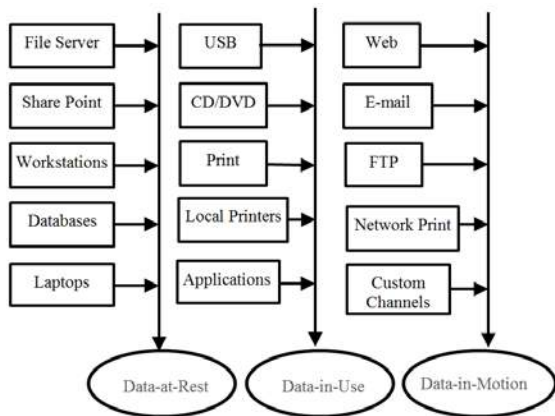 File Server
Share Point
Workstations
Databases
Laptops
Data-at-Rest
USB
CD/DVD
Print
Local Printers
Applications
Data-in-Use
Web
E-mail
FTP
Network Print
Custom
Channels
Data-in-Motion